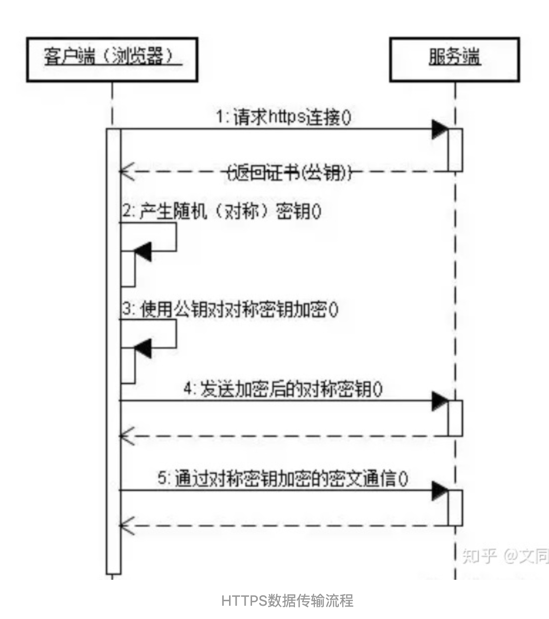 客户端（浏览器）
服务端
1: 请求https连接()
(返回证书(公钥))
2: 产生随机（对称）密钥()
3: 使用公钥对对称密钥加密()
4: 发送加密后的对称密钥()
5: 通过对称密钥加密的密文通信()
知乎 @文同
HTTPS数据传输流程